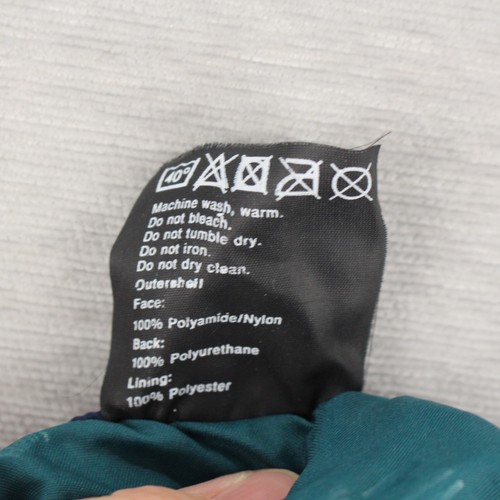 40°
Machine wash, warm.
Do not bleach.
Do not tumble dry.
Do not iron.
Do not dry clean.
Outershell
Face:
100% Polyamide/Nylon
Back:
100% Polyurethane
Lining:
100% Polyester